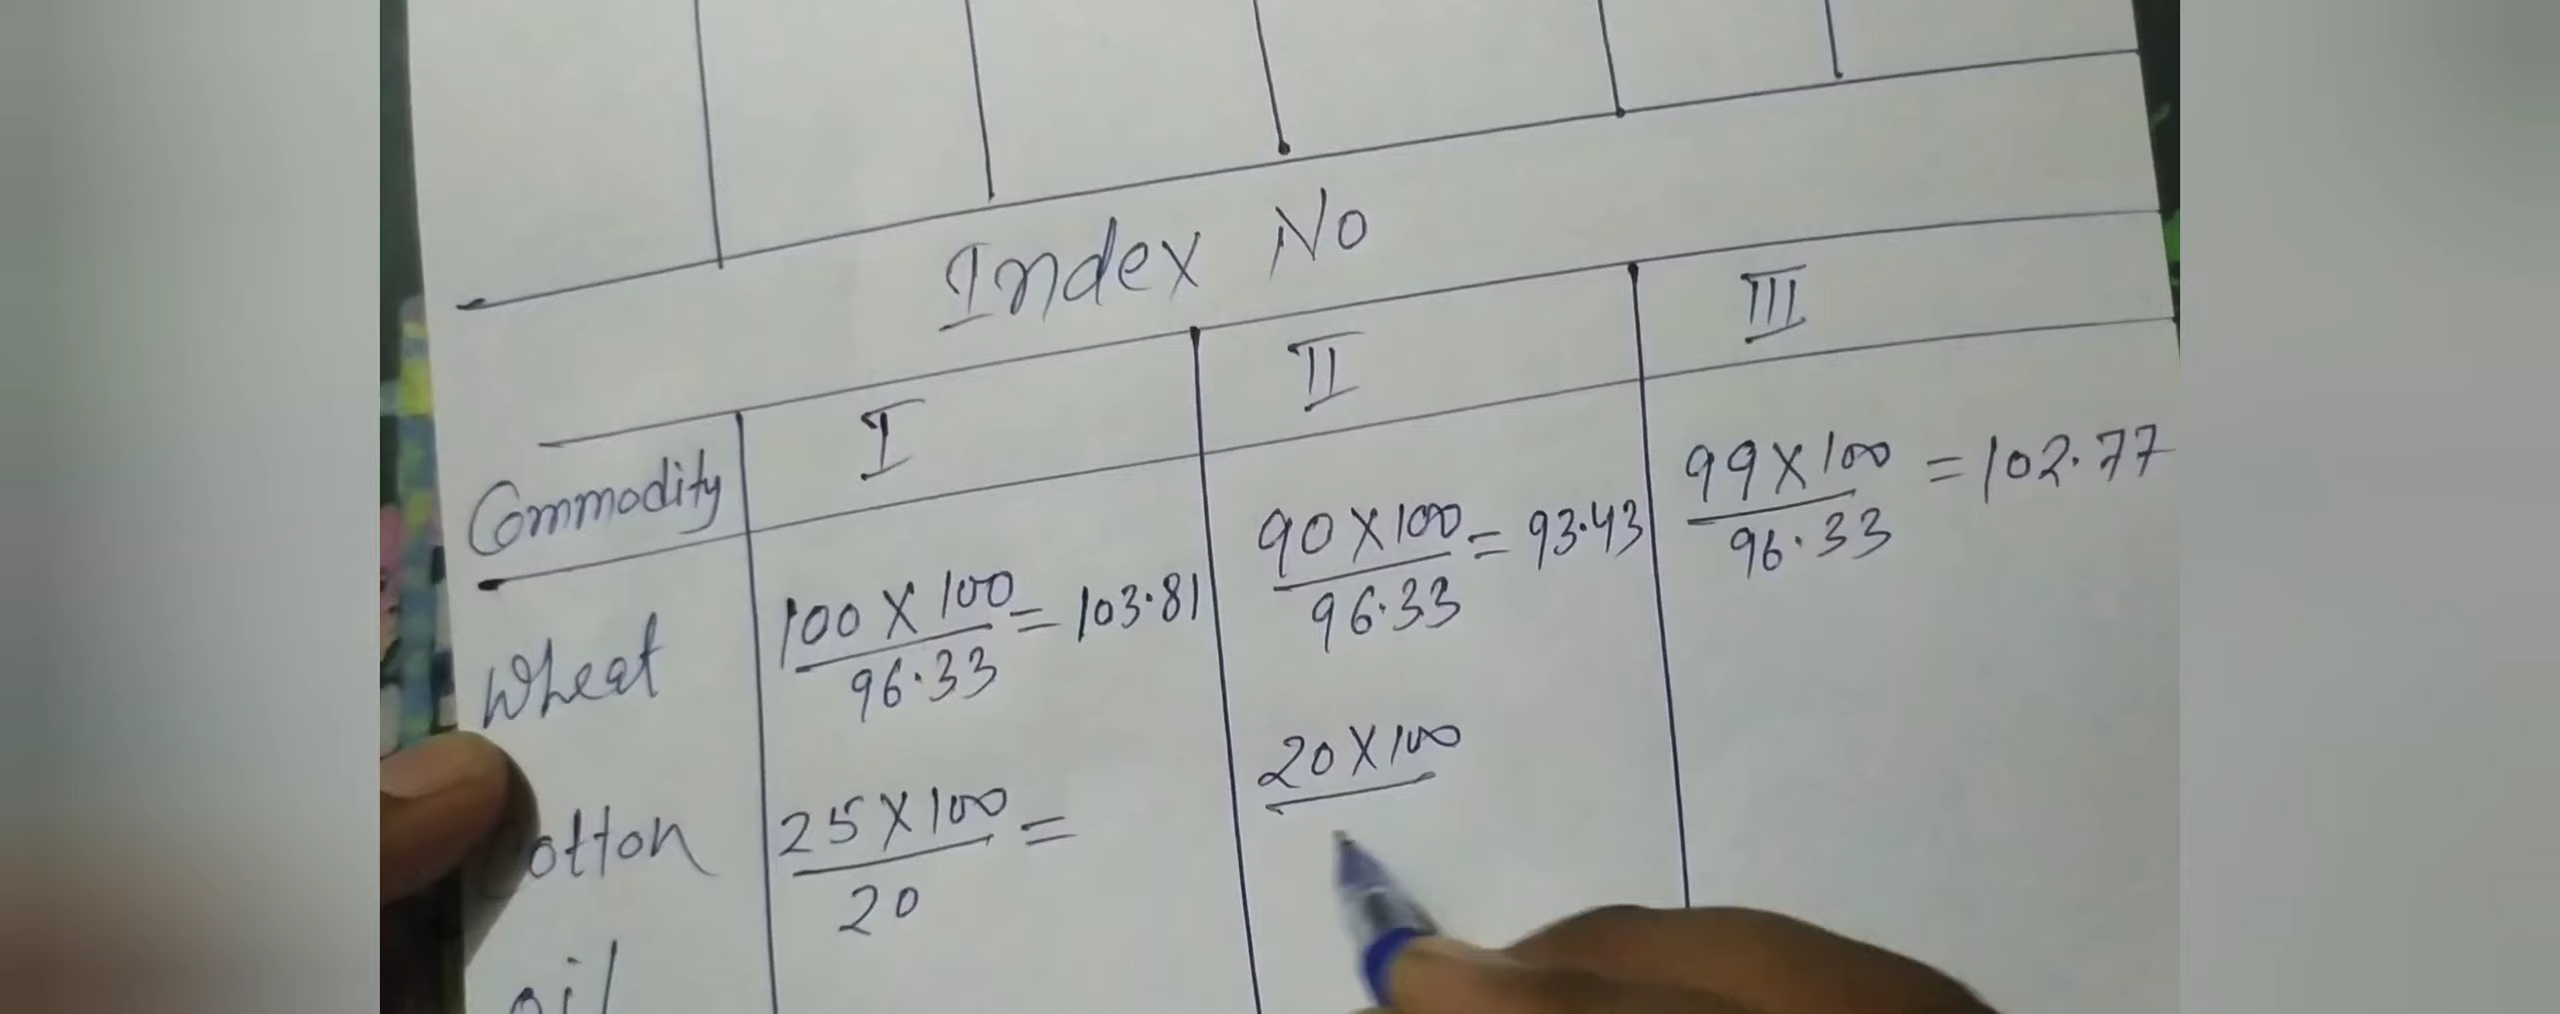 Index No
Commodity I II III
Wheat 100 X 100 / 96.33 = 103.81 90 X 100 / 96.33 = 93.43 99 X 100 / 96.33 = 102.77
otton 25 X 100 / 20 = 20 X 100
oil